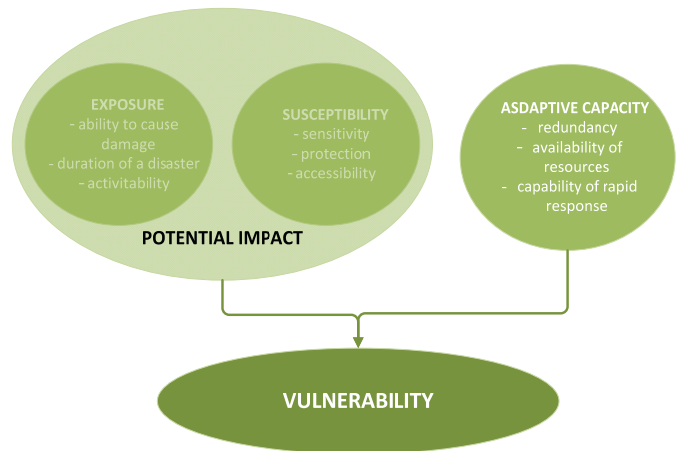 EXPOSURE
- ability to cause
damage
- duration of a disaster
- activitability
SUSCEPTIBILITY
- sensitivity
- protection
- accessibility
POTENTIAL IMPACT
ASDAPTIVE CAPACITY
- redundancy
- availability of
resources
- capability of rapid
response
VULNERABILITY